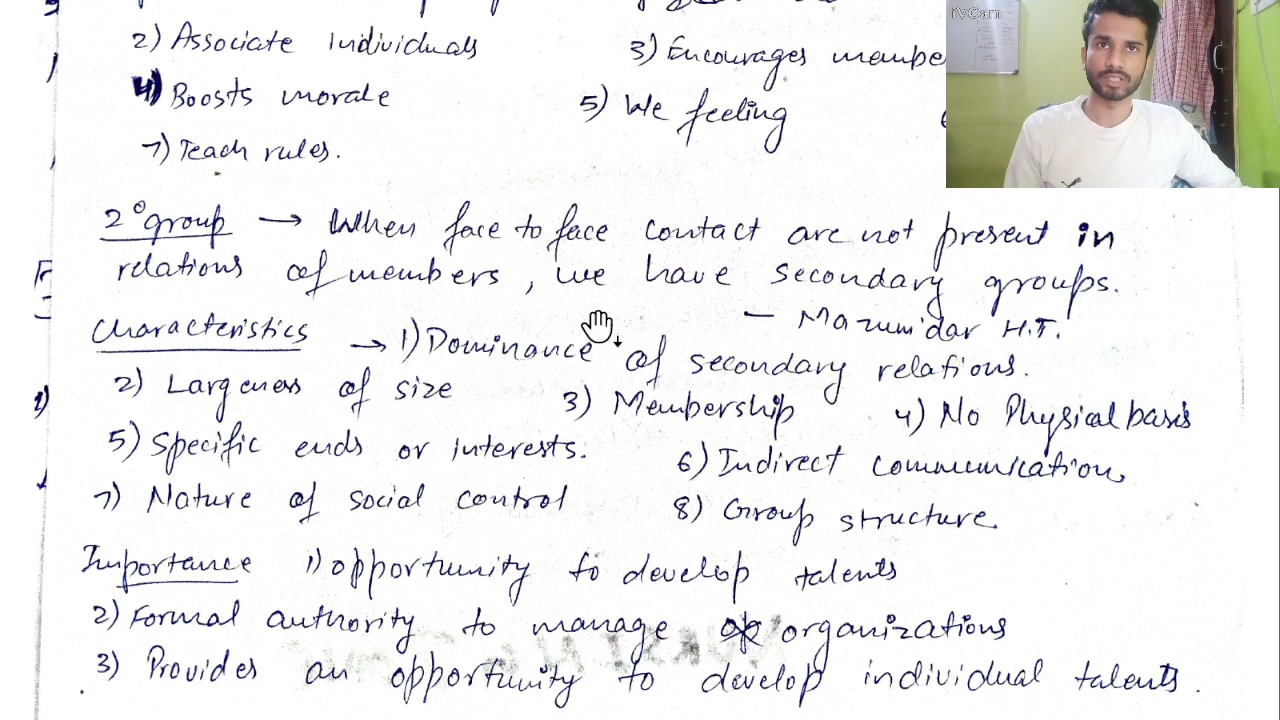 2) Associate Individuals 3) Encourages membe
4) Boosts morale 5) We feeling
7) Teach rules.
2° group → When face to face contact are not present in
relations of members, we have secondary groups.
– Mazumdar H.T.
Characteristics → 1) Dominance of secondary relations.
2) Largeness of size 3) Membership 4) No Physical basis
5) Specific ends or interests. 6) Indirect communication
7) Nature of social control 8) Group structure.
Importance 1) opportunity to develop talents
2) Formal authority to manage organizations
3) Provides an opportunity to develop individual talents.
iVCam